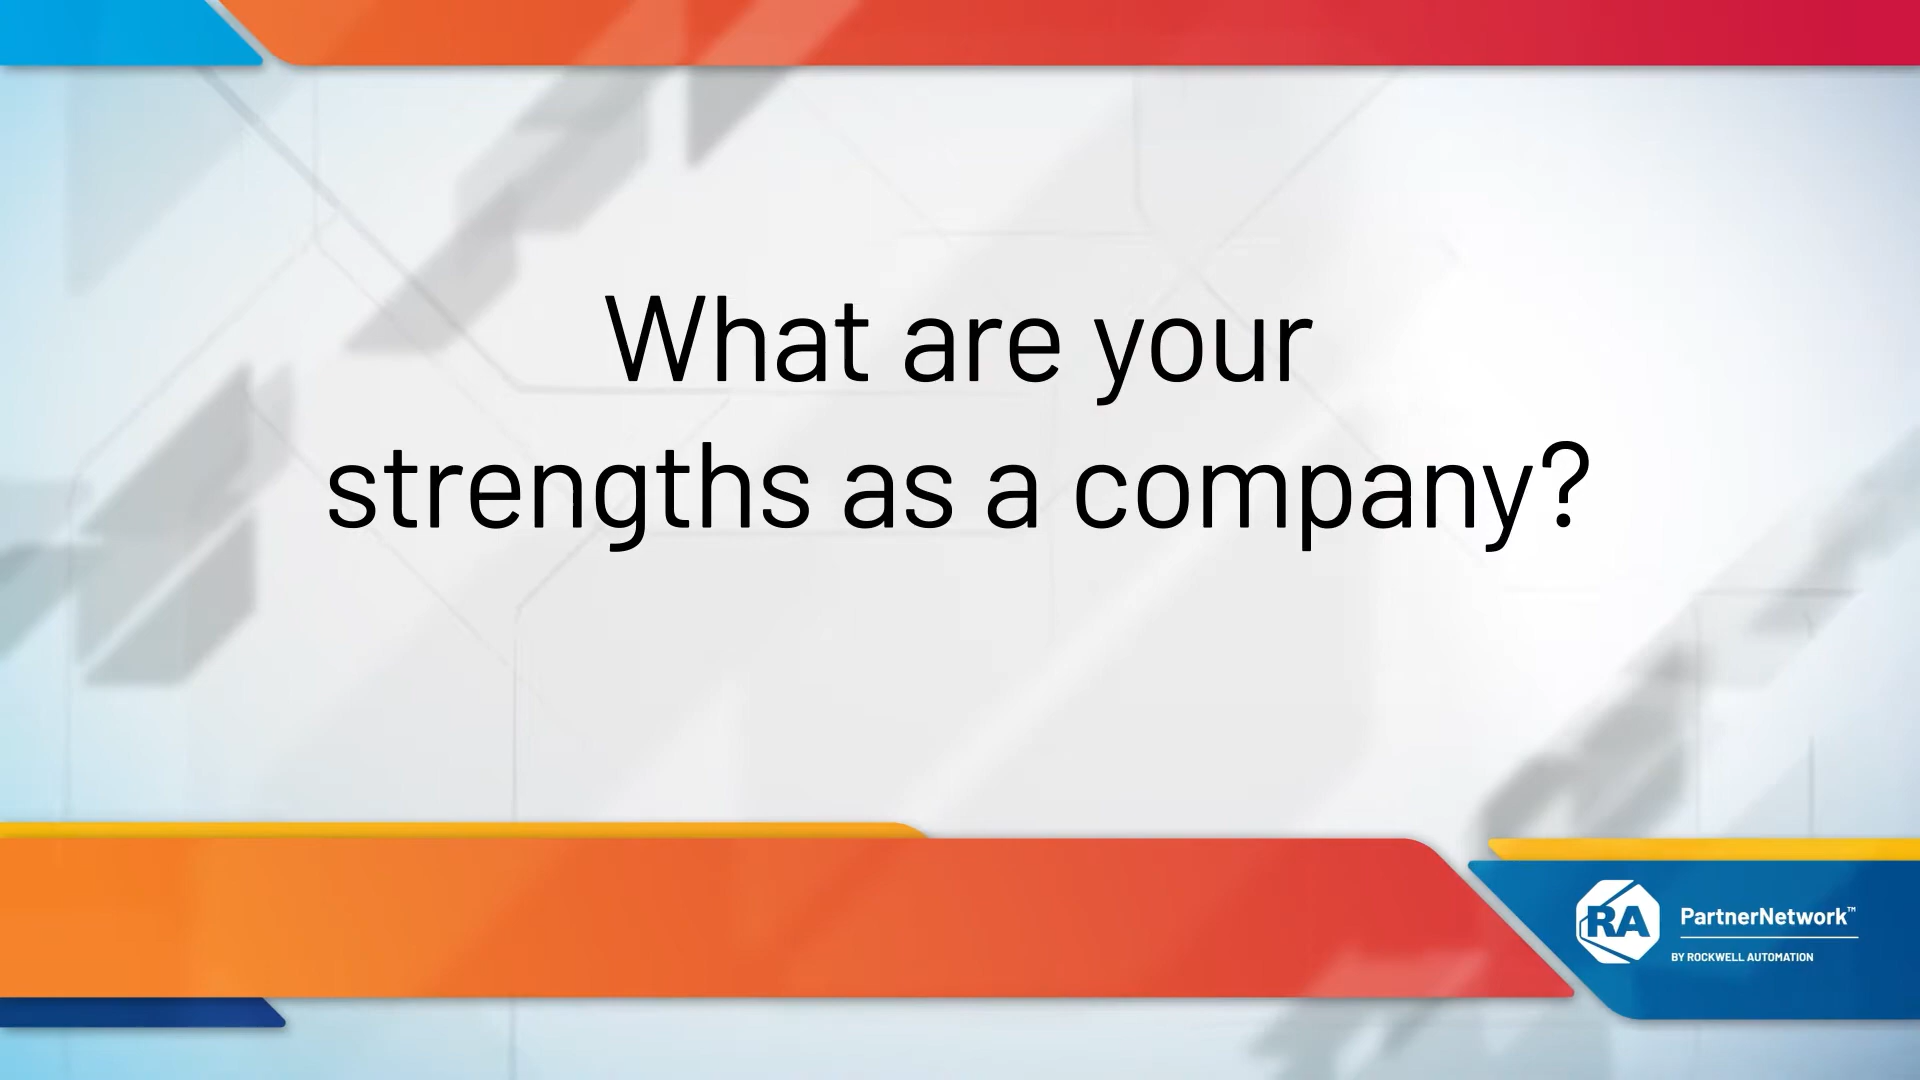 What are your
strengths as a company?
RA
PartnerNetwork™
BY ROCKWELL AUTOMATION